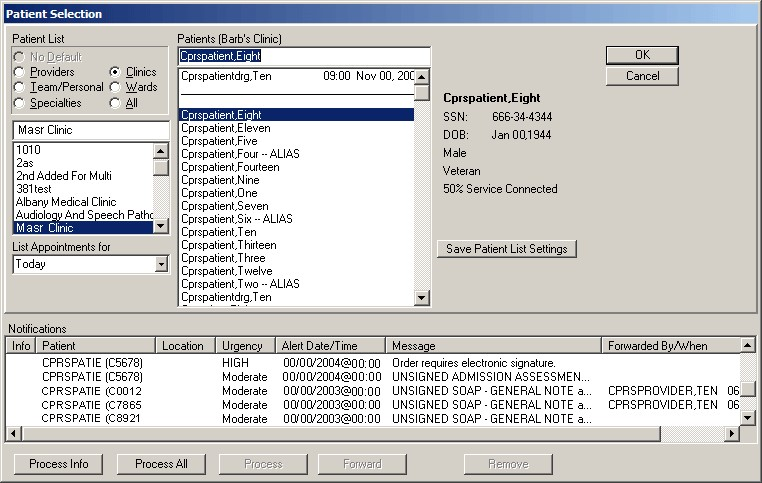 Patient Selection
Patient List
No Default
Providers
Clinics
Team/Personal
Wards
Specialties
All
Masr Clinic
1010
2as
2nd Added For Multi
381test
Albany Medical Clinic
Audiology And Speech Patho
Masr Clinic
List Appointments for
Today
Patients (Barb's Clinic)
Cprspatient,Eight
Cprspatientdrg,Ten 09:00 Nov 00, 200
Cprspatient,Eight
Cprspatient,Eleven
Cprspatient,Five
Cprspatient,Four -- ALIAS
Cprspatient,Fourteen
Cprspatient,Nine
Cprspatient,One
Cprspatient,Seven
Cprspatient,Six -- ALIAS
Cprspatient,Ten
Cprspatient,Thirteen
Cprspatient,Three
Cprspatient,Twelve
Cprspatient,Two -- ALIAS
Cprspatientdrg,Ten
OK
Cancel
Cprspatient,Eight
SSN: 666-34-4344
DOB: Jan 00,1944
Male
Veteran
50% Service Connected
Save Patient List Settings
Notifications
Info Patient Location Urgency Alert Date/Time Message Forwarded By/When
CPRSPATIE (C5678) HIGH 00/00/2004@00:00 Order requires electronic signature.
CPRSPATIE (C5678) Moderate 00/00/2004@00:00 UNSIGNED ADMISSION ASSESSMEN...
CPRSPATIE (C0012 Moderate 00/00/2003@00:00 UNSIGNED SOAP - GENERAL NOTE a... CPRSPROVIDER,TEN 06
CPRSPATIE (C7865 Moderate 00/00/2003@00:00 UNSIGNED SOAP - GENERAL NOTE a... CPRSPROVIDER,TEN 06
CPRSPATIE (C8921 Moderate 00/00/2003@00:00 UNSIGNED SOAP - GENERAL NOTE a...
Process Info
Process All
Process
Forward
Remove